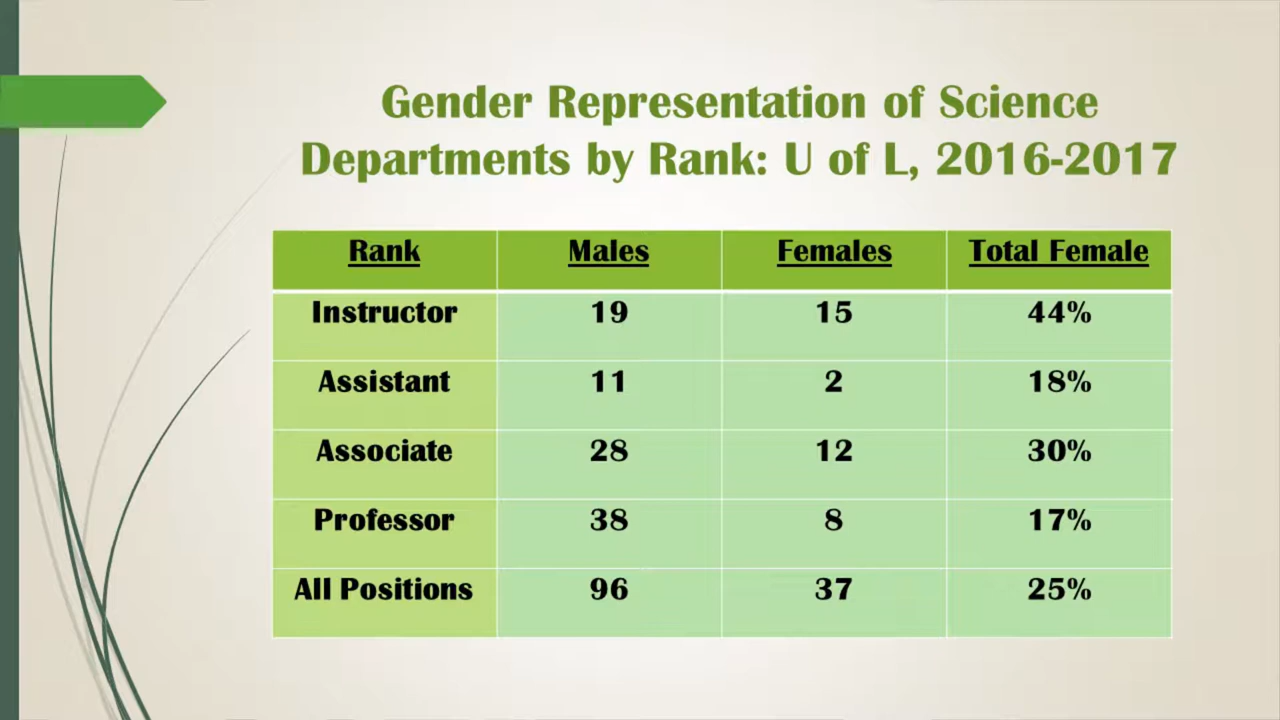 Gender Representation of Science
Departments by Rank: U of L, 2016-2017
Rank Males Females Total Female
Instructor 19 15 44%
Assistant 11 2 18%
Associate 28 12 30%
Professor 38 8 17%
All Positions 96 37 25%